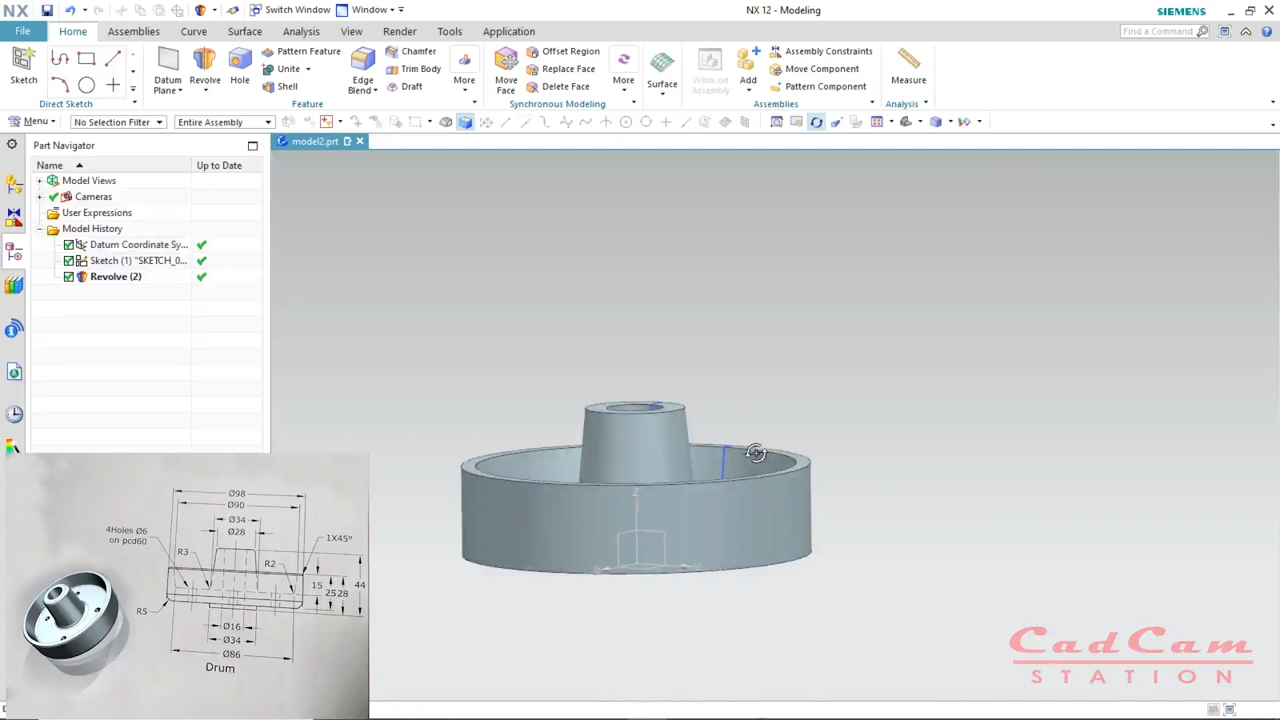 NX
Switch Window
Window
NX 12 - Modeling
SIEMENS
File
Home
Assemblies
Curve
Surface
Analysis
View
Render
Tools
Application
Find a Command
Sketch
Direct Sketch
Datum
Plane
Revolve
Hole
Pattern Feature
Unite
Shell
Feature
Edge
Blend
Chamfer
Trim Body
Draft
More
Move
Face
Offset Region
Replace Face
Delete Face
Synchronous Modeling
More
Surface
Work on
Assembly
Add
Assembly Constraints
Move Component
Pattern Component
Assemblies
Measure
Analysis
Menu
No Selection Filter
Entire Assembly
Part Navigator
model2.prt
Name
Up to Date
Model Views
Cameras
User Expressions
Model History
Datum Coordinate Sy...
Sketch (1) "SKETCH_0...
Revolve (2)
Z
Ø98
Ø90
Ø34
Ø28
4Holes Ø6
on pcd60
R3
R2
1X45°
15
25
28
44
R5
Ø16
Ø34
Ø86
Drum
CadCam
STATION